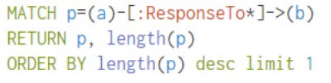 MATCH p=(a)-[:ResponseTo*]->(b)
RETURN p, length(p)
ORDER BY length(p) desc limit 1